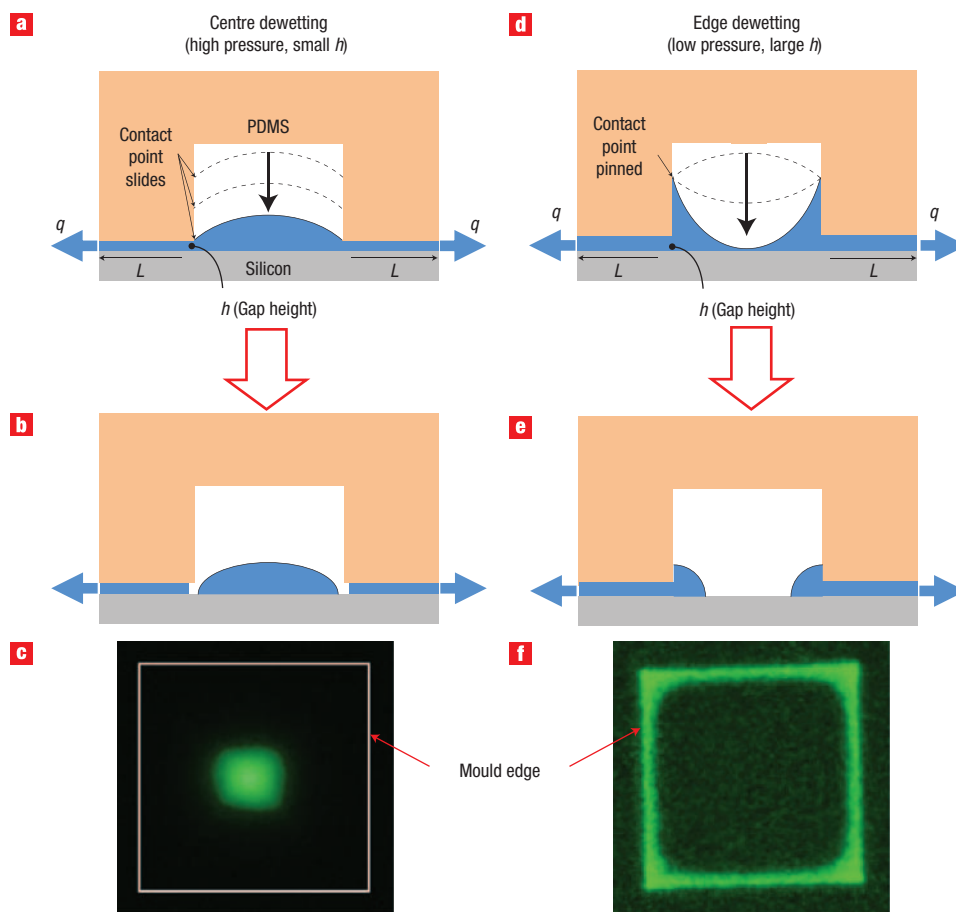 a
Centre dewetting
(high pressure, small h)
PDMS
Contact
point
slides
q
q
L
Silicon
L
h (Gap height)
d
Edge dewetting
(low pressure, large h)
Contact
point
pinned
q
q
L
L
h (Gap height)
b
e
c
f
Mould edge